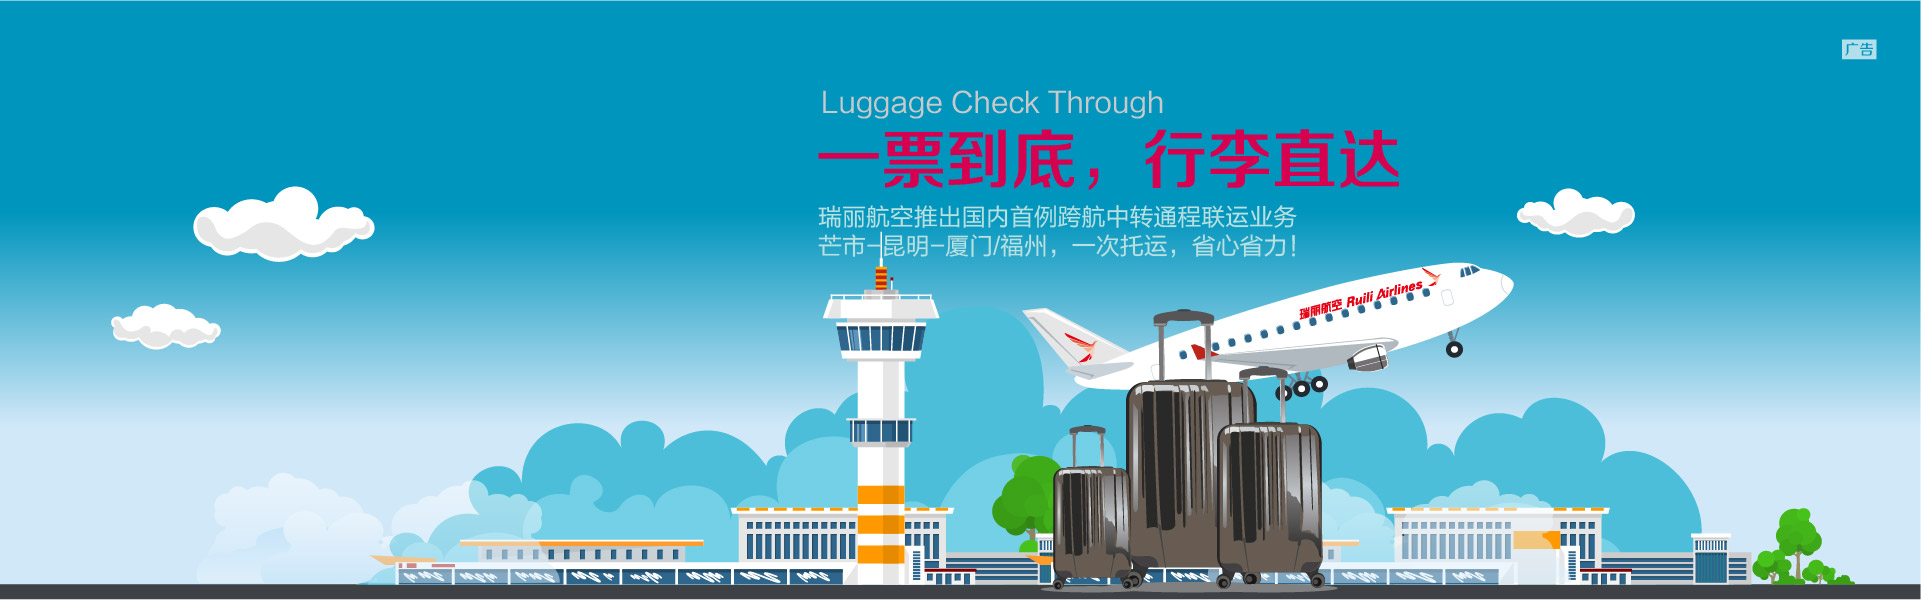 广告
Luggage Check Through
一票到底，行李直达
瑞丽航空推出国内首例跨航中转通程联运业务
芒市-昆明-厦门/福州，一次托运，省心省力！
瑞丽航空 Ruili Airlines